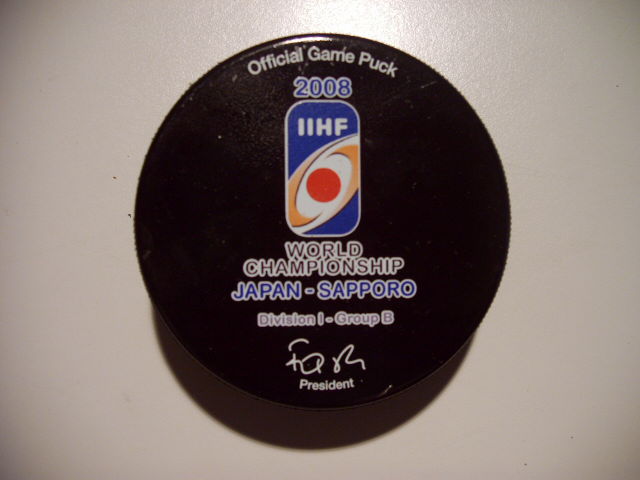 Official Game Puck
2008
IIHF
WORLD
CHAMPIONSHIP
JAPAN - SAPPORO
Division I - Group B
President